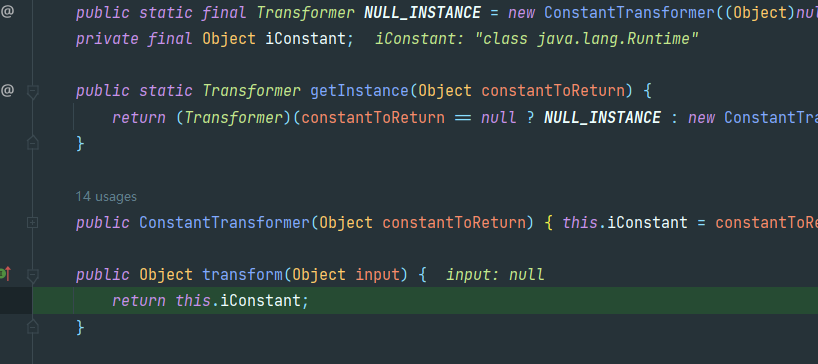 public static final Transformer NULL_INSTANCE = new ConstantTransformer((Object)nul
private final Object iConstant;  iConstant: "class java.lang.Runtime"
@ public static Transformer getInstance(Object constantToReturn) {
return (Transformer)(constantToReturn == null ? NULL_INSTANCE : new ConstantTra
}
14 usages
public ConstantTransformer(Object constantToReturn) { this.iConstant = constantToRe
public Object transform(Object input) {  input: null
return this.iConstant;
}